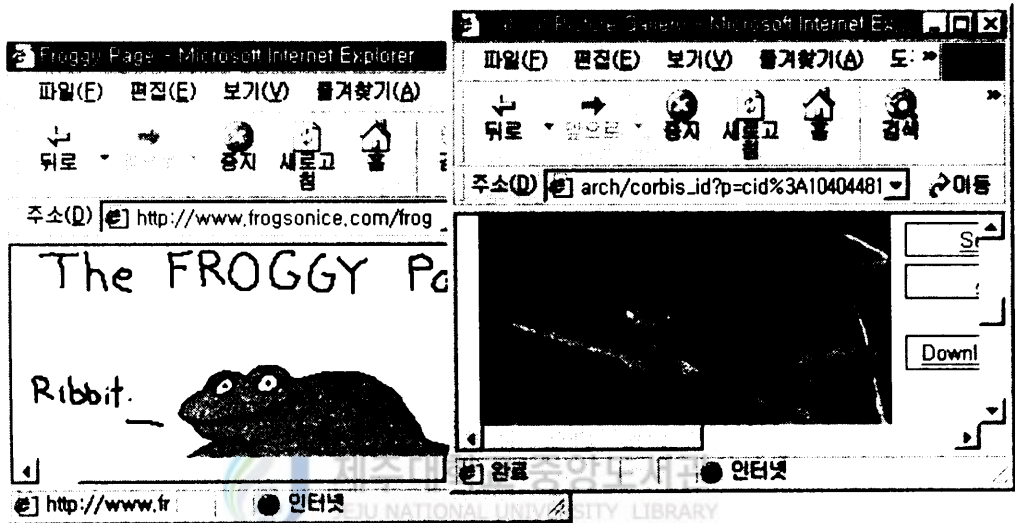 Froggy Page - Microsoft Internet Explorer
파일(F) 편집(E) 보기(V) 즐겨찾기(A)
뒤로 앞으로 중지 새로고침 홈
주소(D) http://www.frogsonice.com/frog
The FROGGY Pa
Ribbit.
http://www.fr 인터넷
Picture Gallery - Microsoft Internet Exp
파일(F) 편집(E) 보기(V) 즐겨찾기(A) 도 »
뒤로 앞으로 중지 새로고침 홈 검색 »
주소(D) arch/corbis_id?p=cid%3A10404481 이동
Downl
완료 인터넷
제주대학교 중앙도서관
JEJU NATIONAL UNIVERSITY LIBRARY